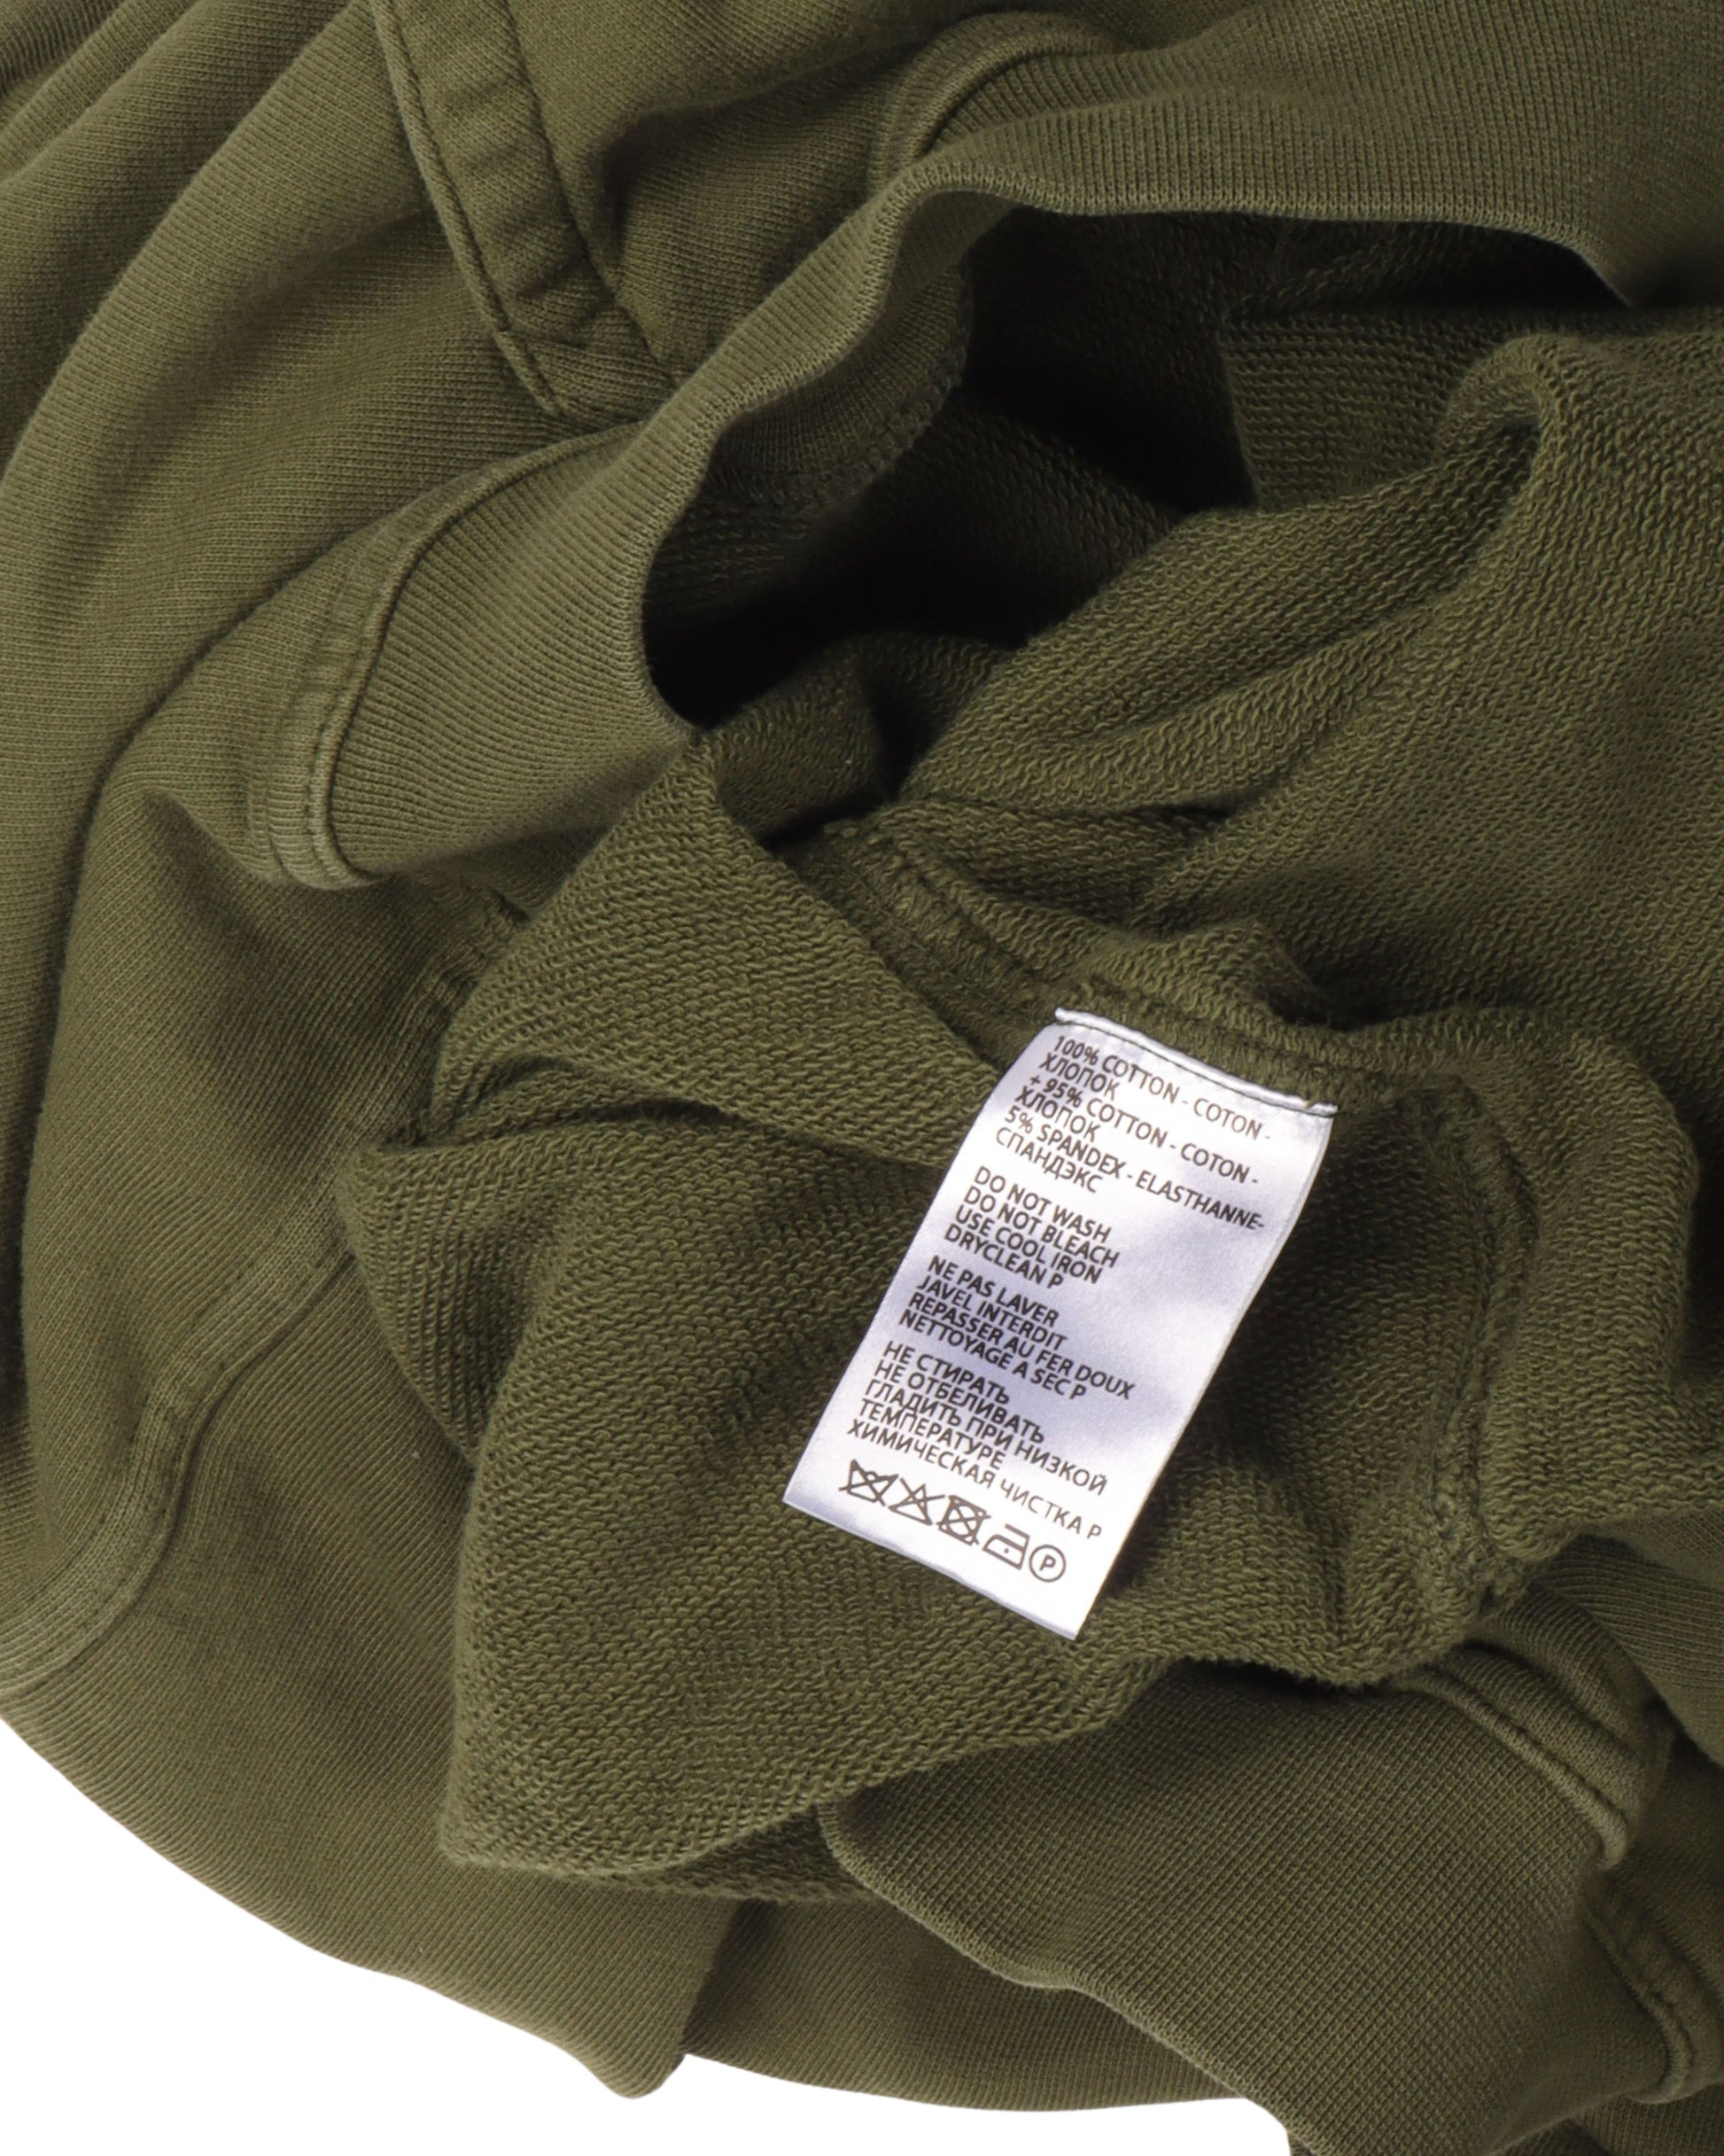 100% COTTON - COTON -
ХЛОПОК
+ 95% COTTON - COTON -
ХЛОПОК
5% SPANDEX - ELASTHANNE-
СПАНДЭКС
DO NOT WASH
DO NOT BLEACH
USE COOL IRON
DRYCLEAN P
NE PAS LAVER
JAVEL INTERDIT
REPASSER AU FER DOUX
NETTOYAGE A SEC P
НЕ СТИРАТЬ
НЕ ОТБЕЛИВАТЬ
ГЛАДИТЬ ПРИ НИЗКОЙ
ТЕМПЕРАТУРЕ
ХИМИЧЕСКАЯ ЧИСТКА P
P